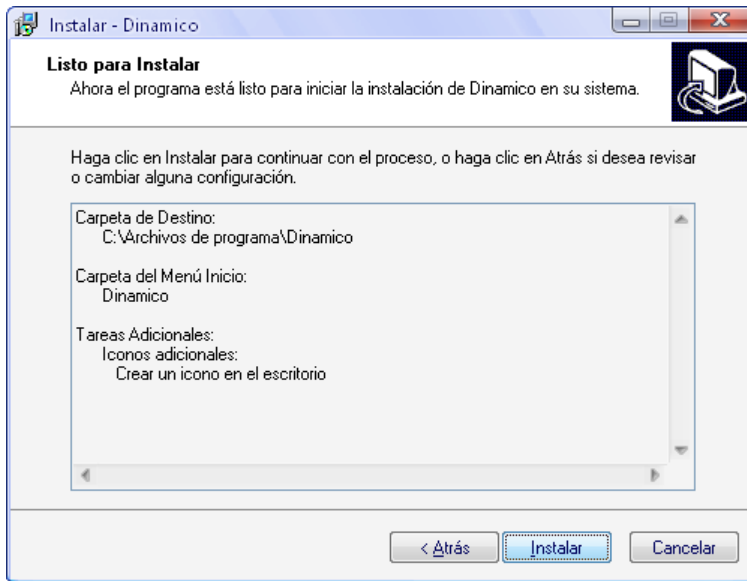 Instalar - Dinamico
Listo para Instalar
Ahora el programa está listo para iniciar la instalación de Dinamico en su sistema.
Haga clic en Instalar para continuar con el proceso, o haga clic en Atrás si desea revisar
o cambiar alguna configuración.
Carpeta de Destino:
C:\Archivos de programa\Dinamico
Carpeta del Menú Inicio:
Dinamico
Tareas Adicionales:
Iconos adicionales:
Crear un icono en el escritorio
< Atrás Instalar Cancelar